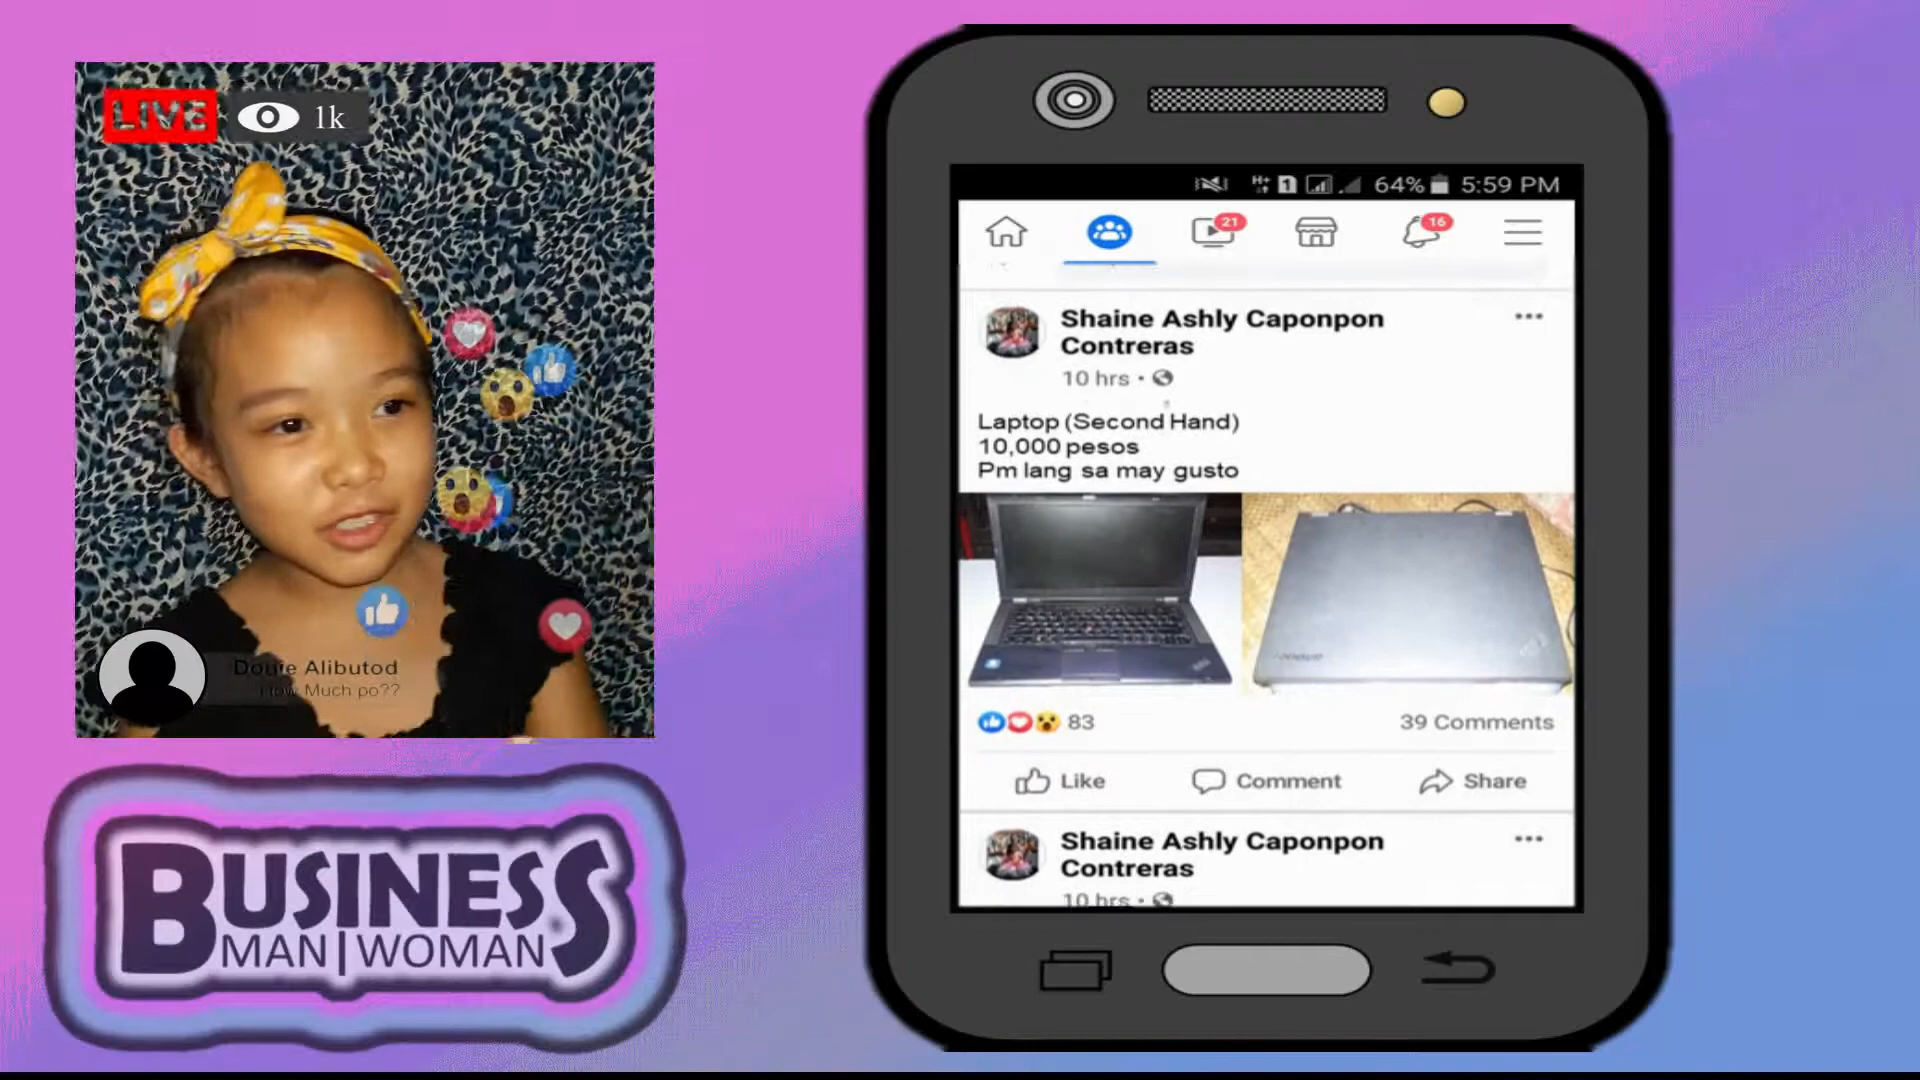 LIVE
1k
Douie Alibutod
How Much po??
BUSINESS
MAN|WOMAN
64% 5:59 PM
21
16
Shaine Ashly Caponpon
Contreras
10 hrs
Laptop (Second Hand)
10,000 pesos
Pm lang sa may gusto
lenovo
83
39 Comments
Like
Comment
Share
Shaine Ashly Caponpon
Contreras
10 hrs